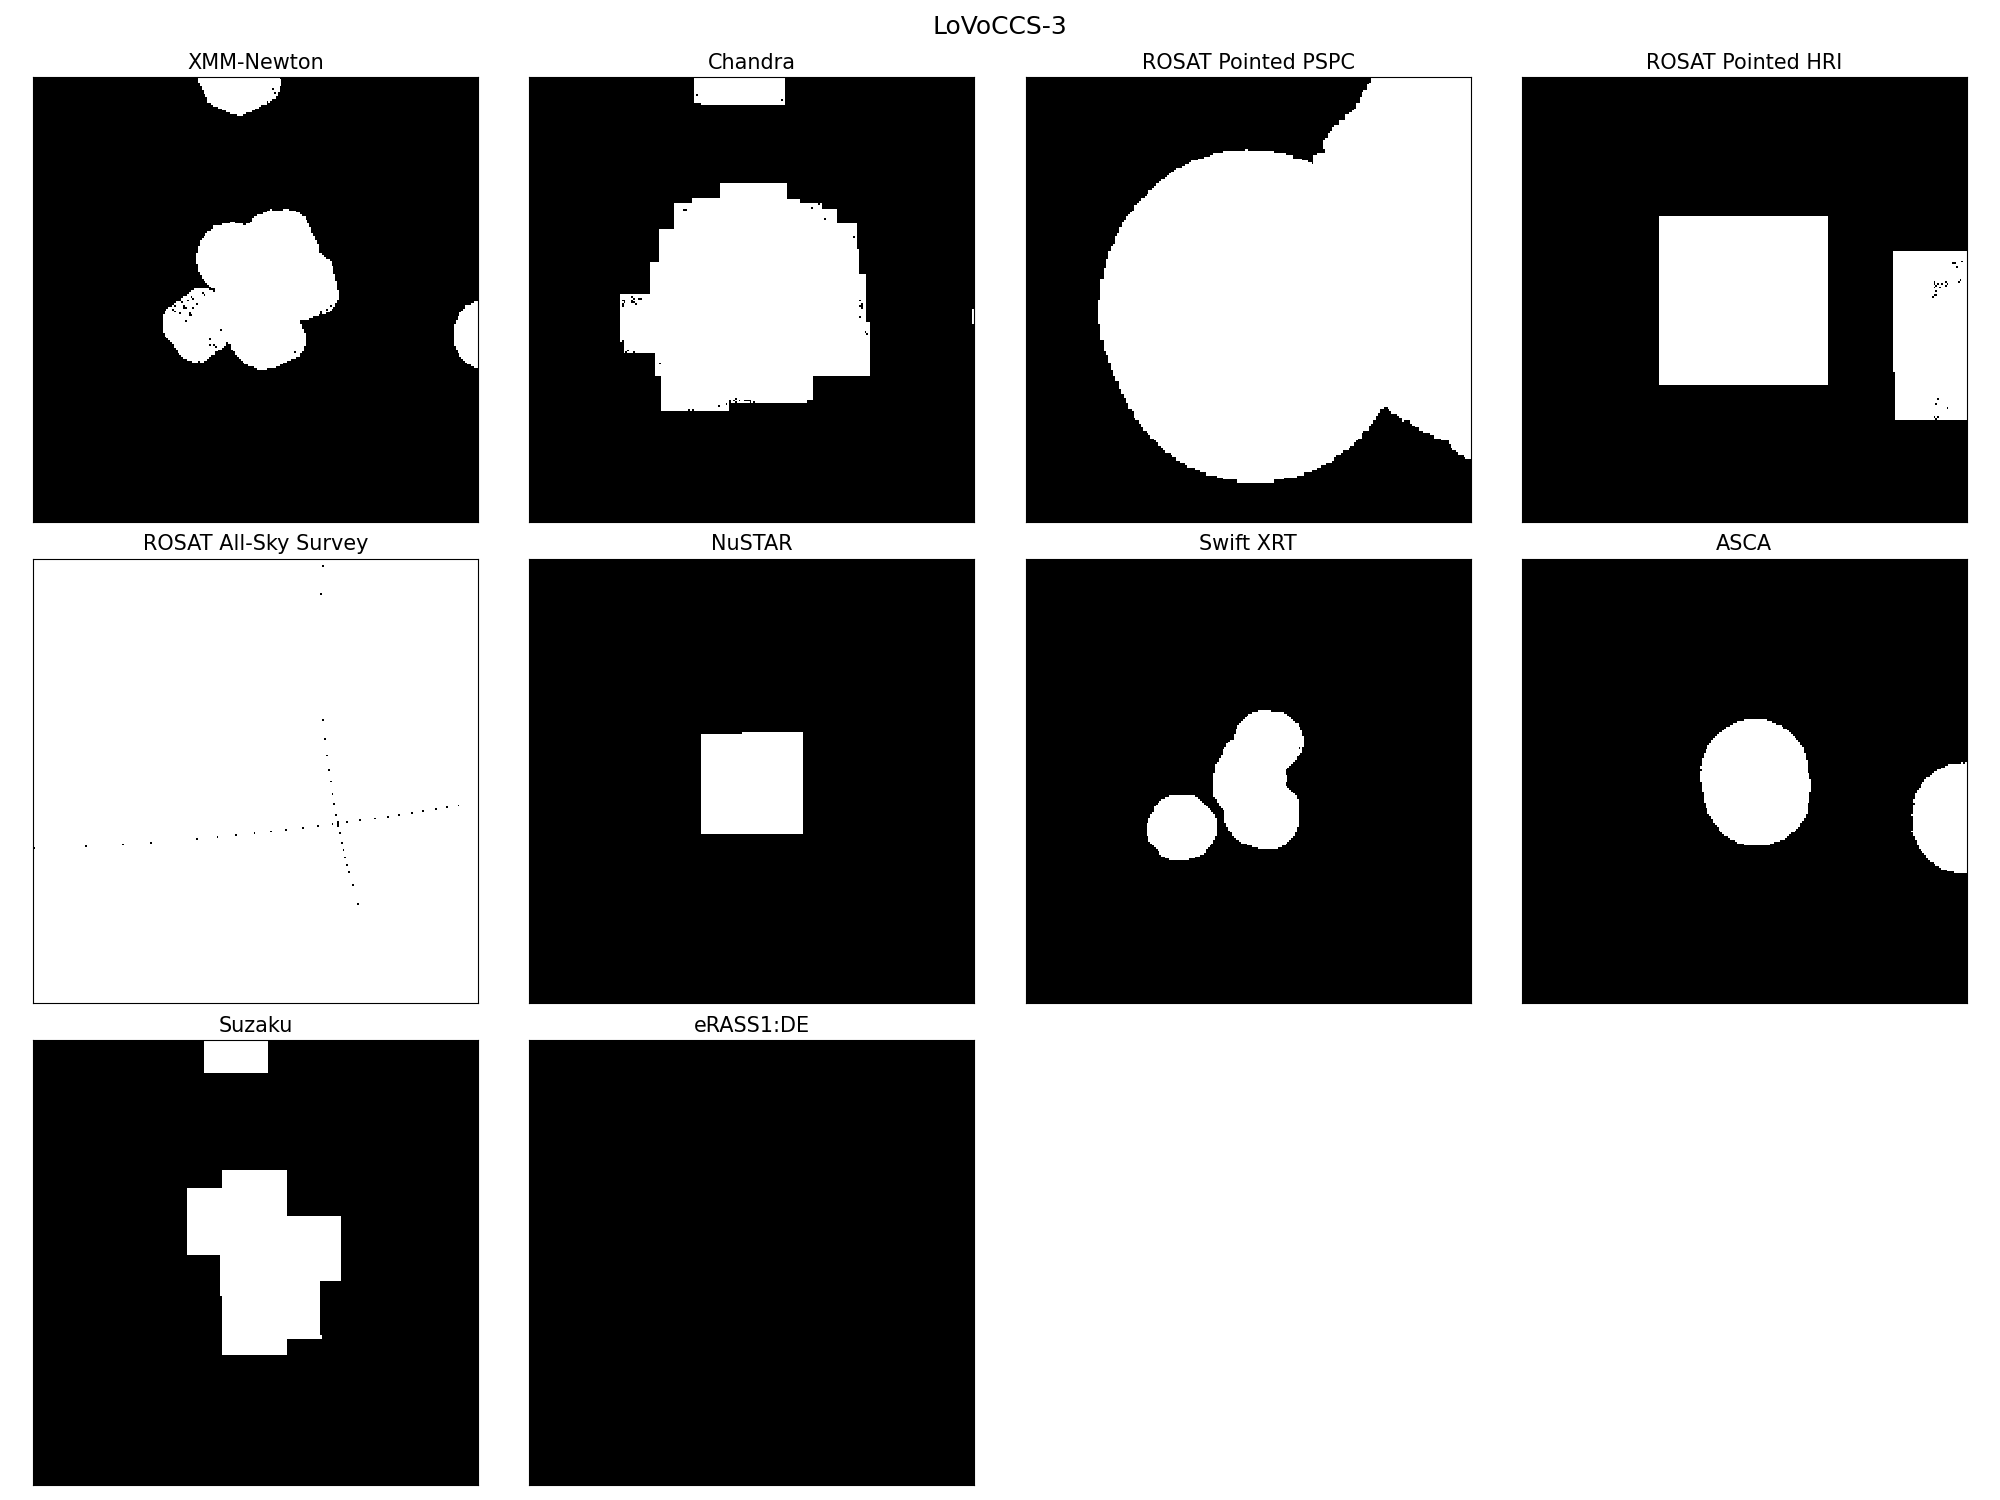 LoVoCCS-3
XMM-Newton
Chandra
ROSAT Pointed PSPC
ROSAT Pointed HRI
ROSAT All-Sky Survey
NuSTAR
Swift XRT
ASCA
Suzaku
eRASS1:DE